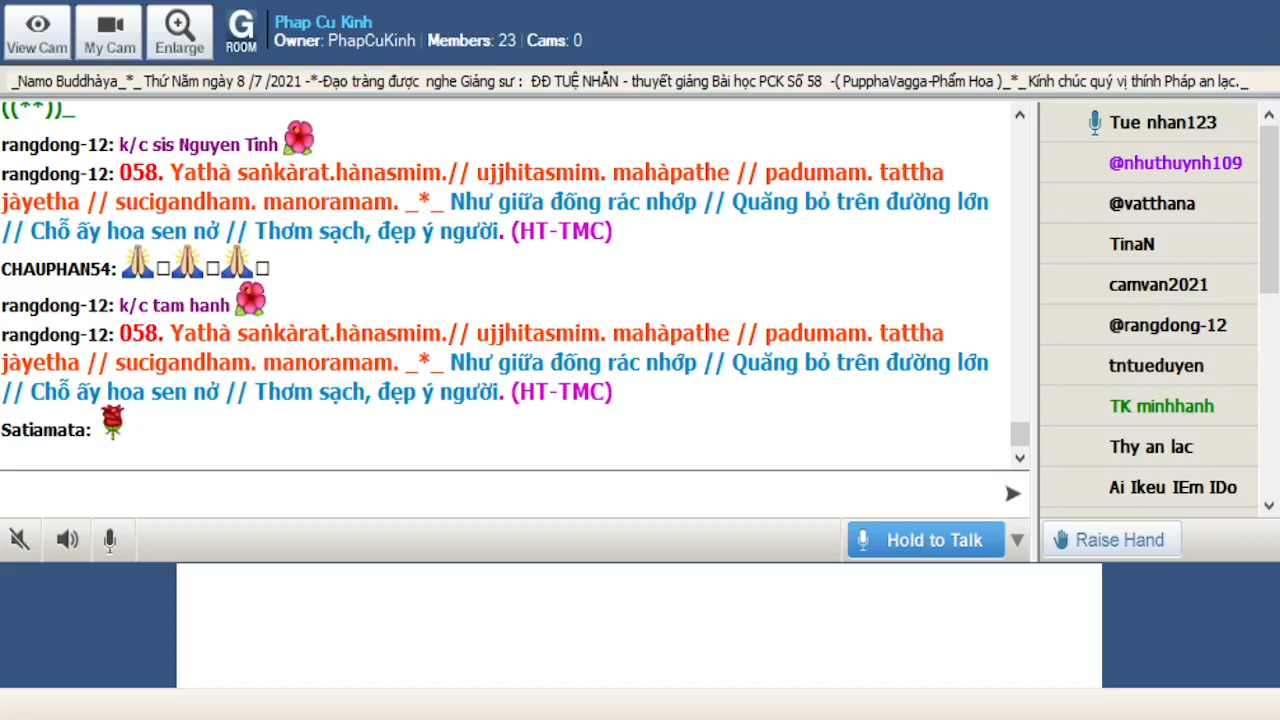 View Cam
My Cam
Enlarge
G
ROOM
Phap Cu Kinh
Owner: PhapCuKinh | Members: 23 | Cams: 0
_Namo Buddhàya_*_ Thứ Năm ngày 8 /7 /2021 -*-Đạo tràng được nghe Giảng sư : ĐĐ TUỆ NHẪN - thuyết giảng Bài học PCK Số 58 -( PupphaVagga-Phẩm Hoa )_*_ Kính chúc quý vị thính Pháp an lạc._
((**))_
rangdong-12: k/c sis Nguyen Tinh
rangdong-12: 058. Yathà saṅkàrat.hànasmim.// ujjhitasmim. mahàpathe // padumam. tattha
jàyetha // sucigandham. manoramam. _*_ Như giữa đống rác nhớp // Quăng bỏ trên đường lớn
// Chỗ ấy hoa sen nở // Thơm sạch, đẹp ý người. (HT-TMC)
CHAUPHAN54:
rangdong-12: k/c tam hanh
rangdong-12: 058. Yathà saṅkàrat.hànasmim.// ujjhitasmim. mahàpathe // padumam. tattha
jàyetha // sucigandham. manoramam. _*_ Như giữa đống rác nhớp // Quăng bỏ trên đường lớn
// Chỗ ấy hoa sen nở // Thơm sạch, đẹp ý người. (HT-TMC)
Satiamata:
Tue nhan123
@nhuthuynh109
@vatthana
TinaN
camvan2021
@rangdong-12
tntueduyen
TK minhhanh
Thy an lac
Ai Ikeu IEm IDo
Hold to Talk
Raise Hand